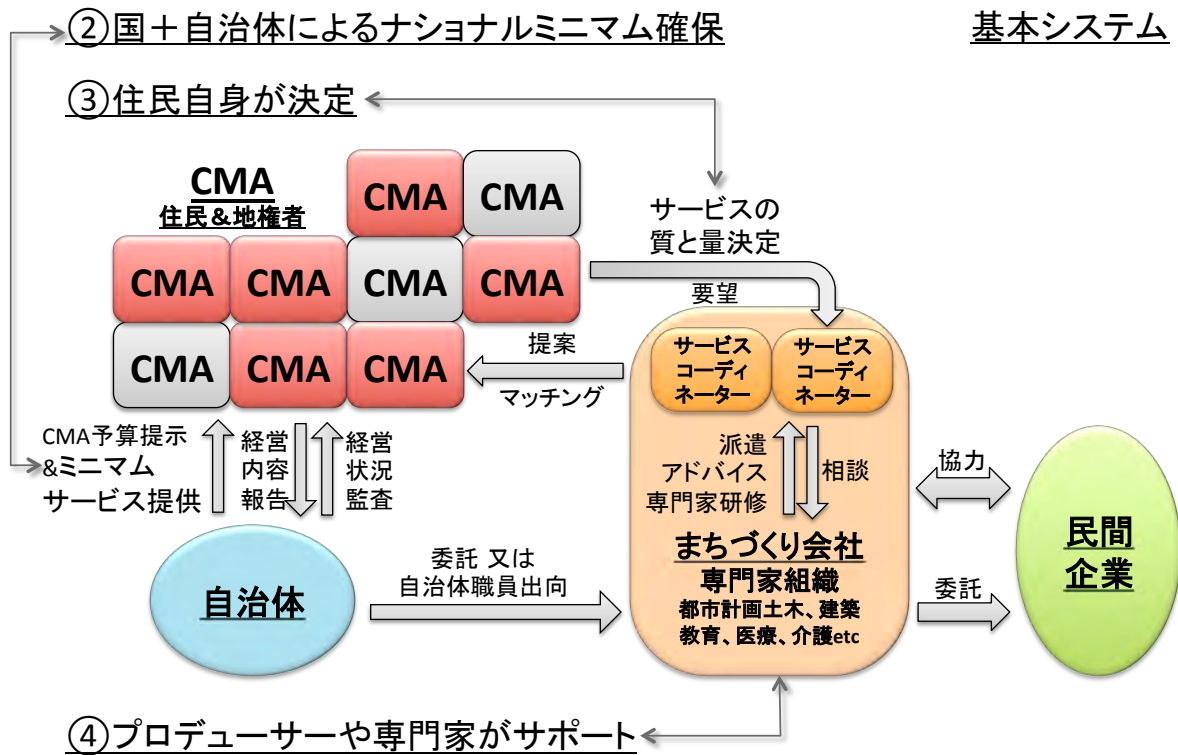 ②国＋自治体によるナショナルミニマム確保
基本システム
③住民自身が決定
CMA
住民＆地権者
CMA
CMA
CMA
CMA
CMA
CMA
CMA
CMA
CMA
サービスの
質と量決定
要望
提案
マッチング
サービス
コーディ
ネーター
サービス
コーディ
ネーター
CMA予算提示
&ミニマム
サービス提供
経営
内容
報告
経営
状況
監査
派遣
アドバイス
専門家研修
相談
協力
まちづくり会社
専門家組織
都市計画土木、建築
教育、医療、介護etc
民間
企業
自治体
委託 又は
自治体職員出向
委託
④プロデューサーや専門家がサポート